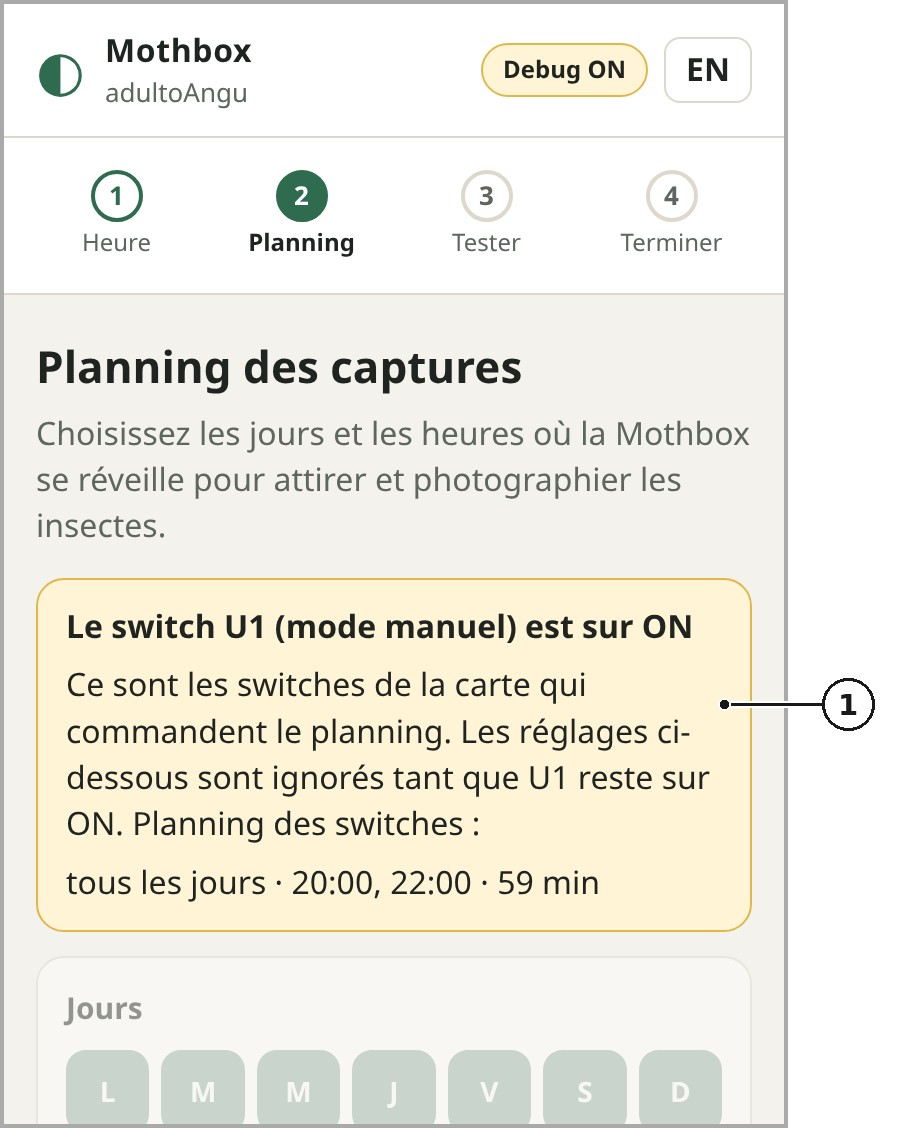 Mothbox
adultoAngu
Debug ON
EN
1
2
3
4
Heure
Planning
Tester
Terminer
Planning des captures
Choisissez les jours et les heures où la Mothbox
se réveille pour attirer et photographier les
insectes.
Le switch U1 (mode manuel) est sur ON
Ce sont les switches de la carte qui
commandent le planning. Les réglages ci-
dessous sont ignorés tant que U1 reste sur
ON. Planning des switches :
tous les jours · 20:00, 22:00 · 59 min
1
Jours
L M M J V S D